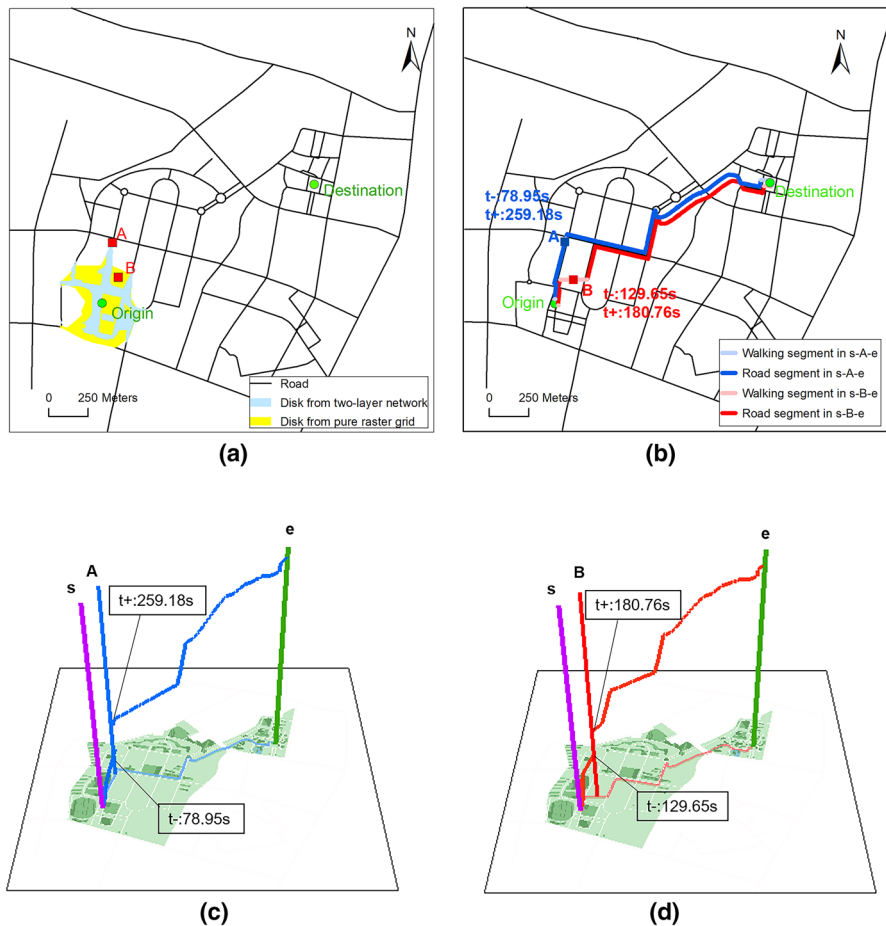 N
Destination
A
B
Origin
Road
0 250 Meters
Disk from two-layer network
Disk from pure raster grid
(a)
N
t-:78.95s
t+:259.18s
Destination
A
B
Origin
t-:129.65s
t+:180.76s
Walking segment in s-A-e
Road segment in s-A-e
Walking segment in s-B-e
Road segment in s-B-e
0 250 Meters
(b)
e
A
s
t+:259.18s
t-:78.95s
(c)
e
B
s
t+:180.76s
t-:129.65s
(d)